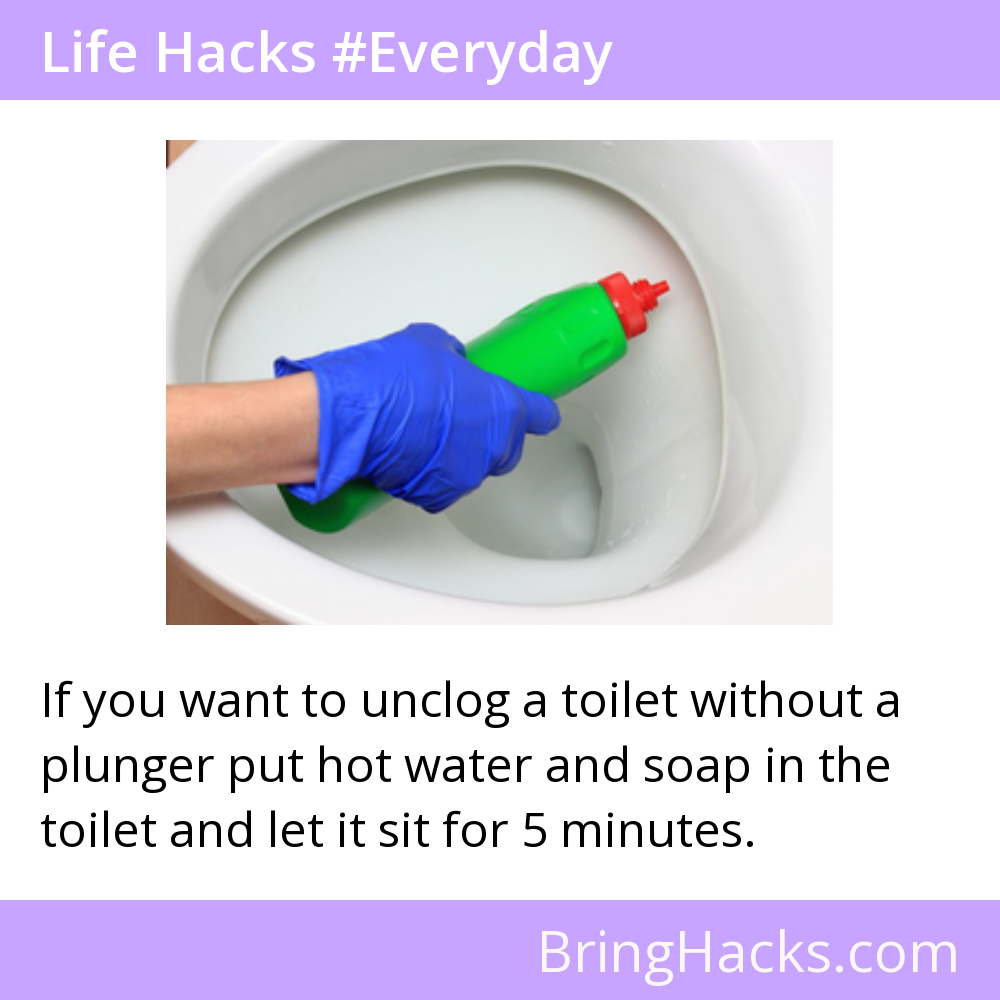 Life Hacks #Everyday
If you want to unclog a toilet without a
plunger put hot water and soap in the
toilet and let it sit for 5 minutes.
BringHacks.com